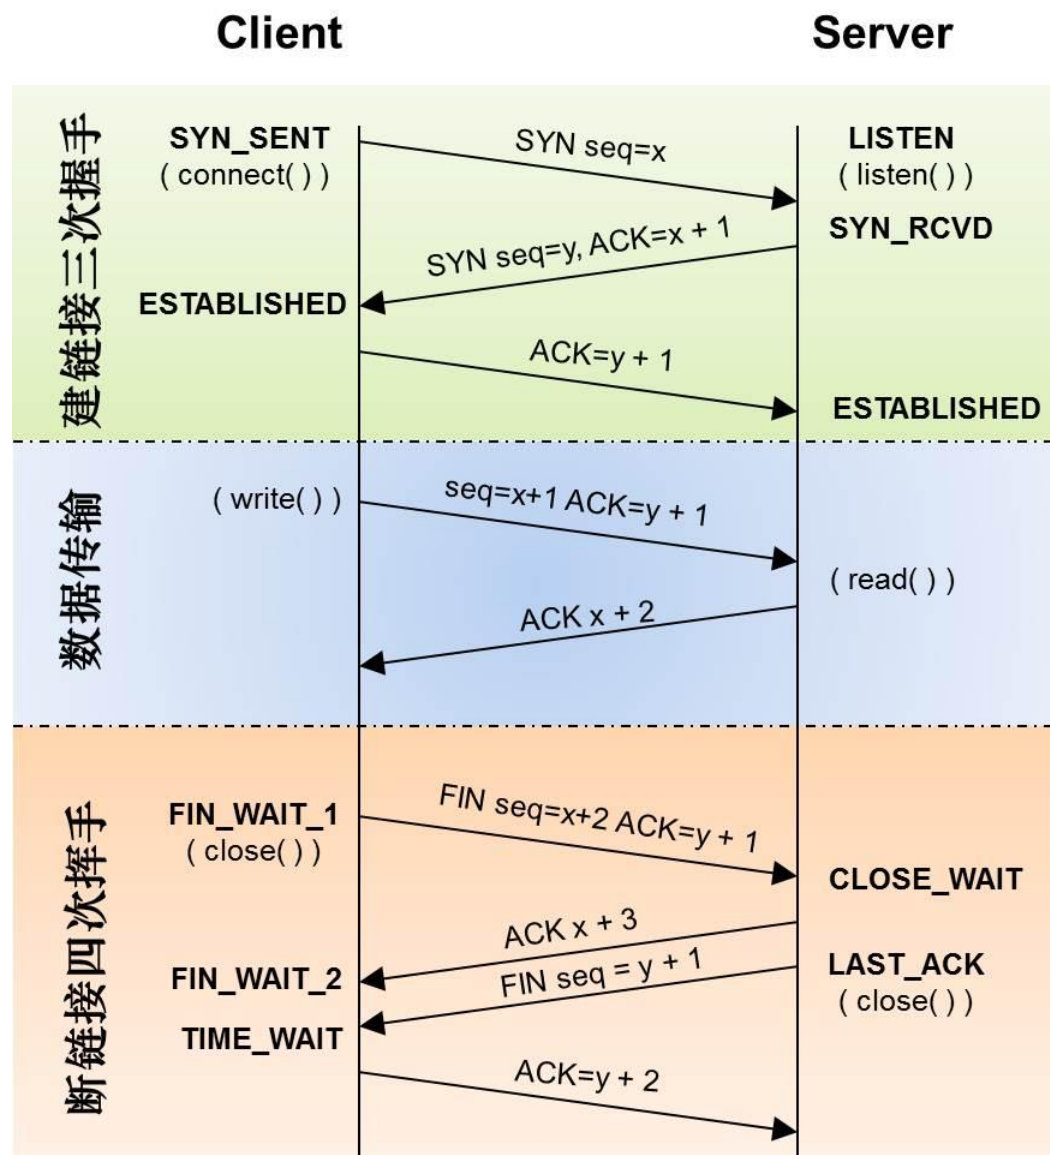 Client
Server
建链接三次握手
SYN_SENT
( connect( ) )
SYN seq=x
LISTEN
( listen( ) )
SYN_RCVD
SYN seq=y, ACK=x + 1
ESTABLISHED
ACK=y + 1
ESTABLISHED
数据传输
( write( ) )
seq=x+1 ACK=y + 1
( read( ) )
ACK x + 2
断链接四次挥手
FIN_WAIT_1
( close( ) )
FIN seq=x+2 ACK=y + 1
CLOSE_WAIT
ACK x + 3
FIN_WAIT_2
FIN seq = y + 1
LAST_ACK
( close( ) )
TIME_WAIT
ACK=y + 2